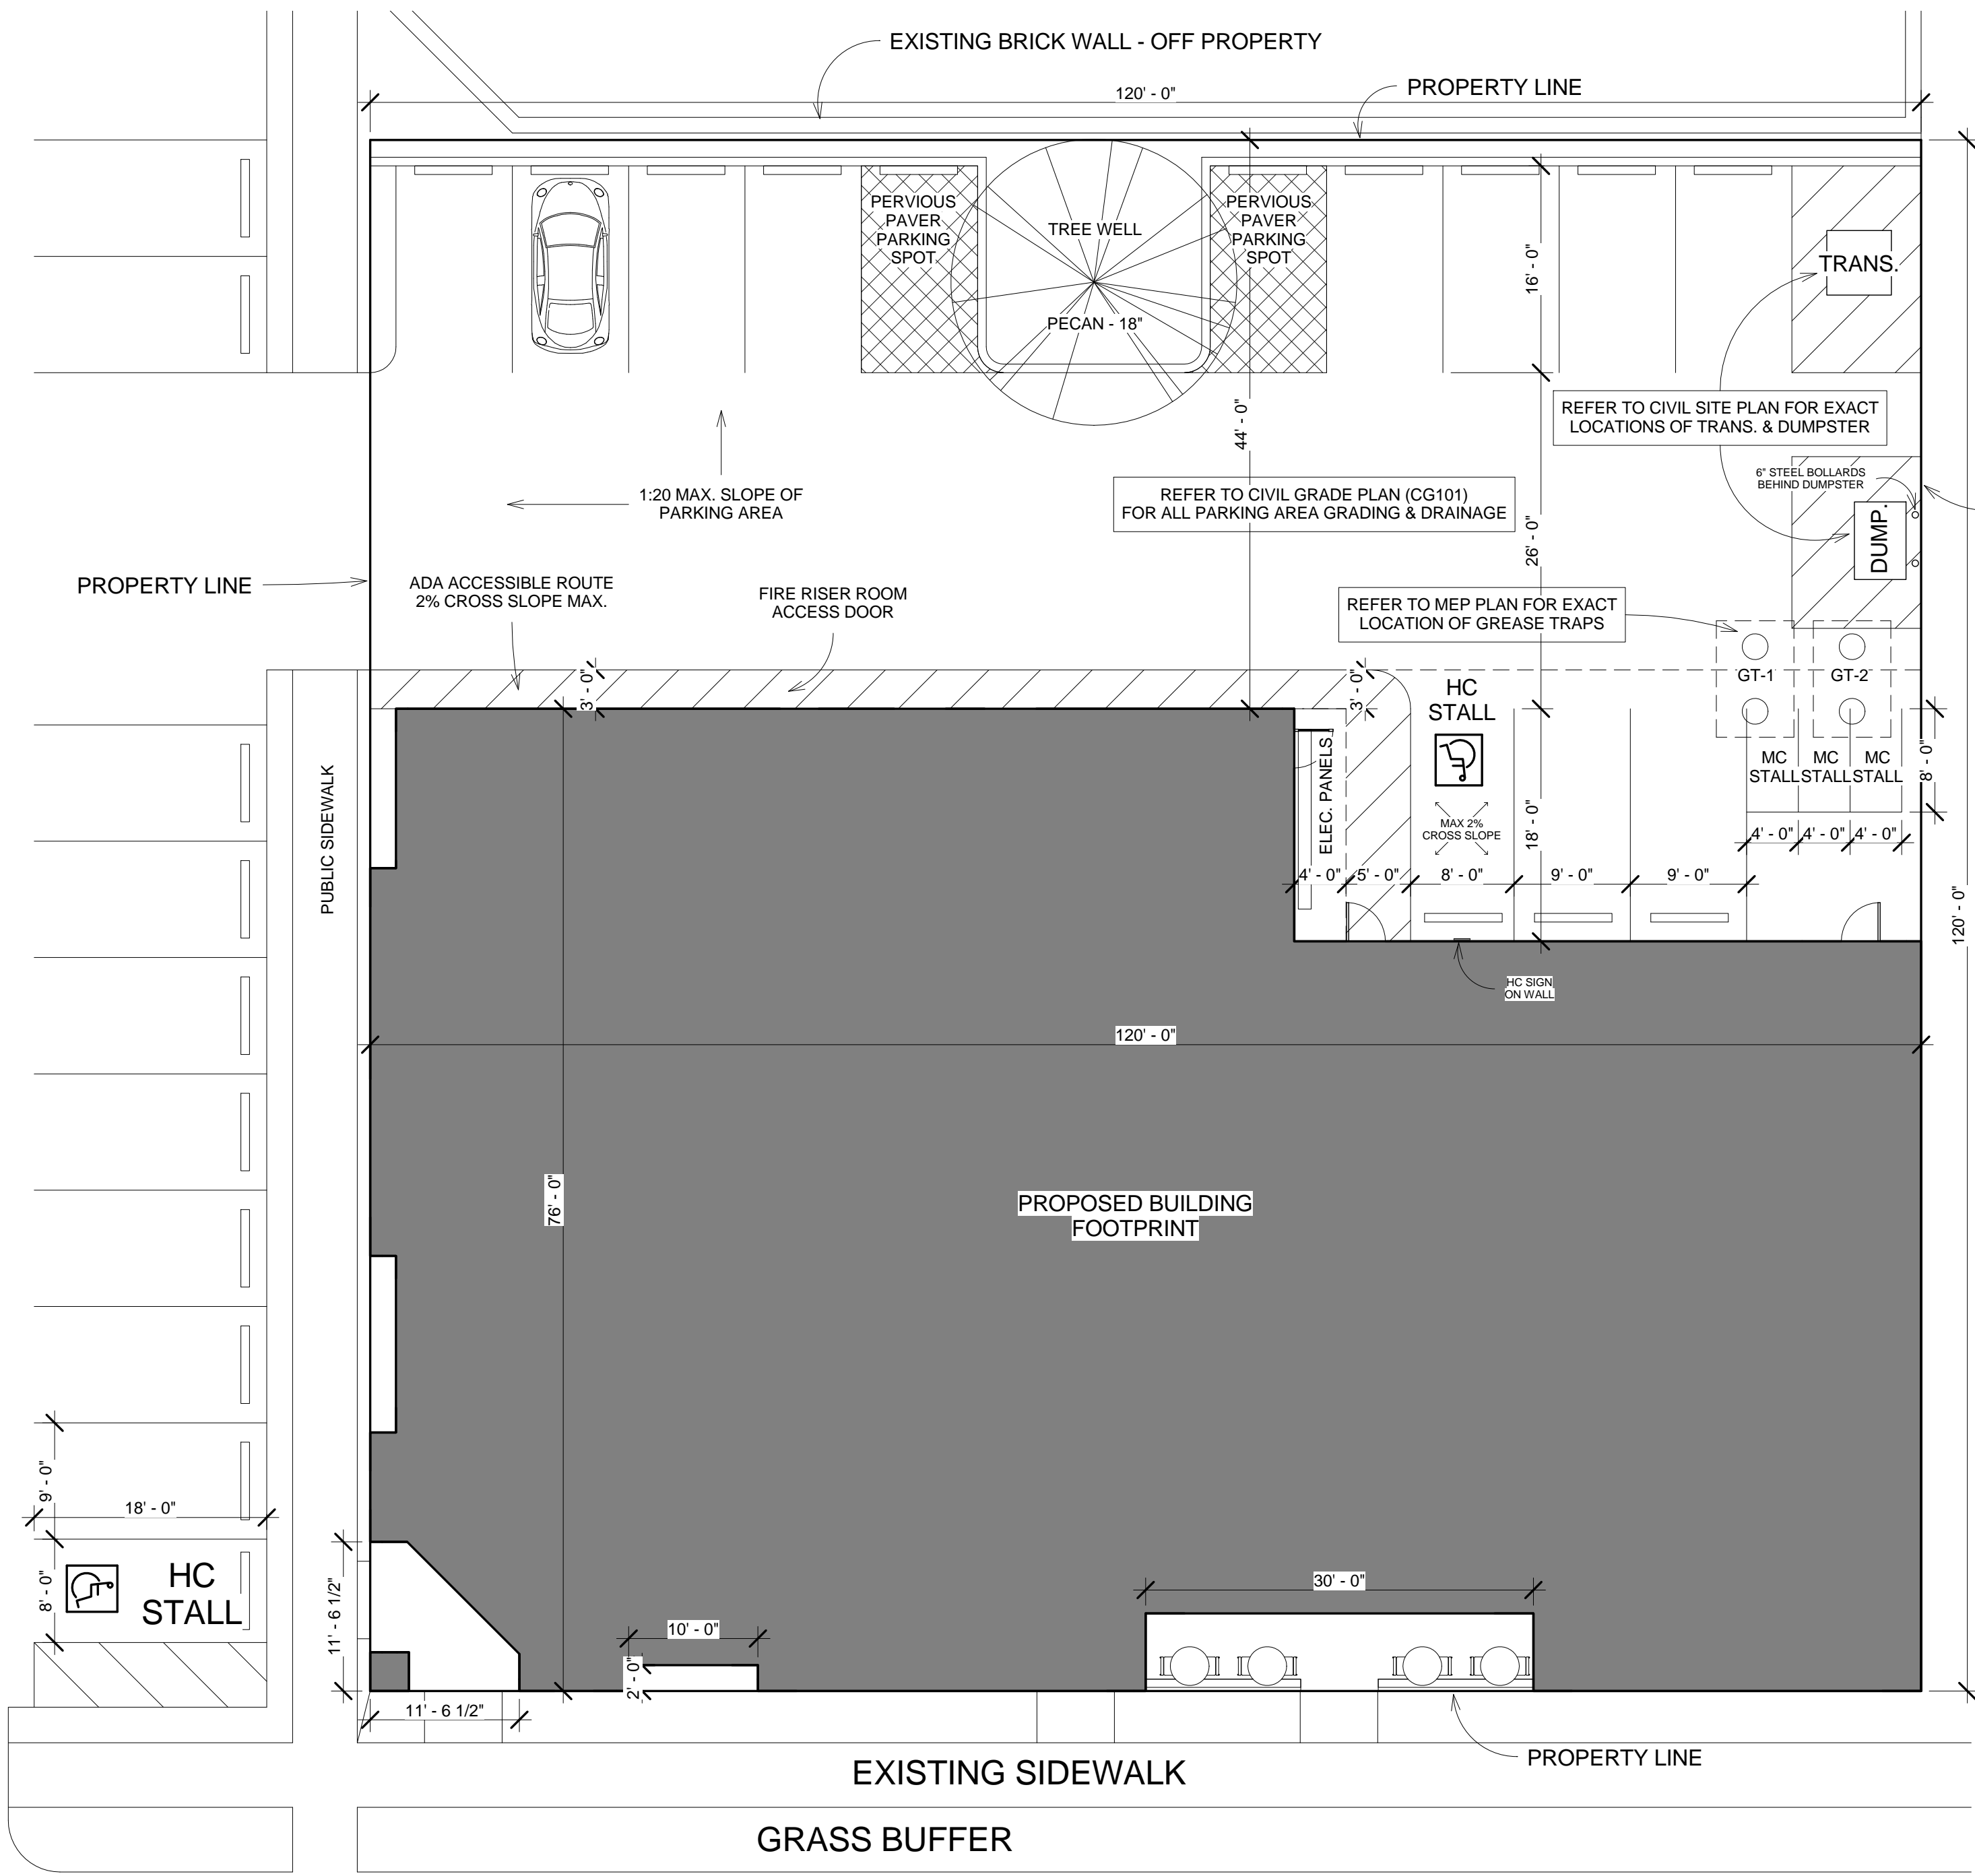 EXISTING BRICK WALL - OFF PROPERTY
PROPERTY LINE
120' - 0"
PERVIOUS
PAVER
PARKING
SPOT
TREE WELL
PECAN - 18"
PERVIOUS
PAVER
PARKING
SPOT
16' - 0"
TRANS.
44' - 0"
REFER TO CIVIL SITE PLAN FOR EXACT
LOCATIONS OF TRANS. & DUMPSTER
6" STEEL BOLLARDS
BEHIND DUMPSTER
1:20 MAX. SLOPE OF
PARKING AREA
REFER TO CIVIL GRADE PLAN (CG101)
FOR ALL PARKING AREA GRADING & DRAINAGE
26' - 0"
DUMP.
PROPERTY LINE
ADA ACCESSIBLE ROUTE
2% CROSS SLOPE MAX.
FIRE RISER ROOM
ACCESS DOOR
REFER TO MEP PLAN FOR EXACT
LOCATION OF GREASE TRAPS
3' - 0"
3' - 0"
HC
STALL
GT-1
GT-2
PUBLIC SIDEWALK
ELEC. PANELS
MAX 2%
CROSS SLOPE
18' - 0"
MC
STALL
MC
STALL
MC
STALL
8' - 0"
4' - 0"
4' - 0"
4' - 0"
4' - 0"
5' - 0"
8' - 0"
9' - 0"
9' - 0"
120' - 0"
HC SIGN
ON WALL
120' - 0"
76' - 0"
PROPOSED BUILDING
FOOTPRINT
9' - 0"
18' - 0"
8' - 0"
HC
STALL
11' - 6 1/2"
11' - 6 1/2"
10' - 0"
2' - 0"
30' - 0"
PROPERTY LINE
EXISTING SIDEWALK
GRASS BUFFER